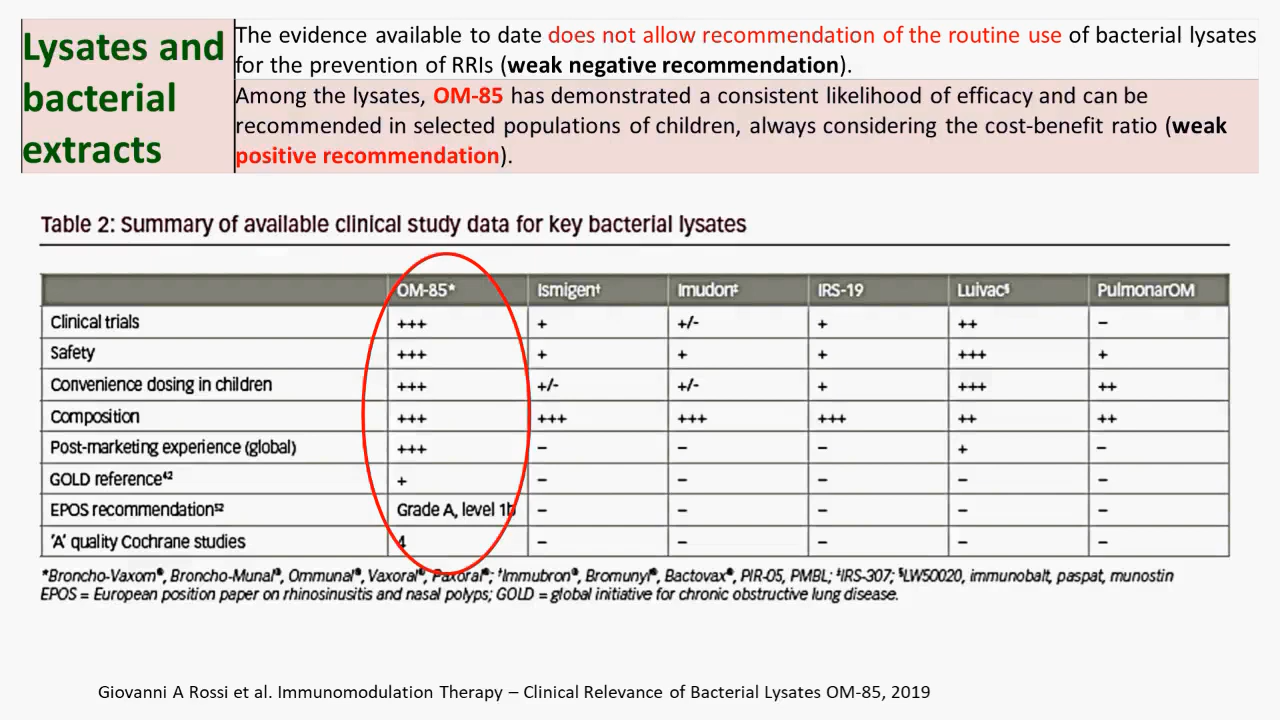 Lysates and
bacterial
extracts
The evidence available to date does not allow recommendation of the routine use of bacterial lysates
for the prevention of RRIs (weak negative recommendation).
Among the lysates, OM-85 has demonstrated a consistent likelihood of efficacy and can be
recommended in selected populations of children, always considering the cost-benefit ratio (weak
positive recommendation).
Table 2: Summary of available clinical study data for key bacterial lysates
OM-85* Ismigen† Imudon‡ IRS-19 Luivac§ PulmonarOM
Clinical trials +++ + +/- + ++ –
Safety +++ + + + +++ +
Convenience dosing in children +++ +/- +/- + +++ ++
Composition +++ +++ +++ +++ ++ ++
Post-marketing experience (global) +++ – – – + –
GOLD reference⁴² + – – – – –
EPOS recommendation⁵² Grade A, level 1b – – – – –
'A' quality Cochrane studies 4 – – – – –
*Broncho-Vaxom®, Broncho-Munal®, Ommunal®, Vaxoral®, Paxoral®; †Immubron®, Bromunyl®, Bactovax®, PIR-05, PMBL; ‡IRS-307; §LW50020, immunobalt, paspat, munostin
EPOS = European position paper on rhinosinusitis and nasal polyps; GOLD = global initiative for chronic obstructive lung disease.
Giovanni A Rossi et al. Immunomodulation Therapy – Clinical Relevance of Bacterial Lysates OM-85, 2019